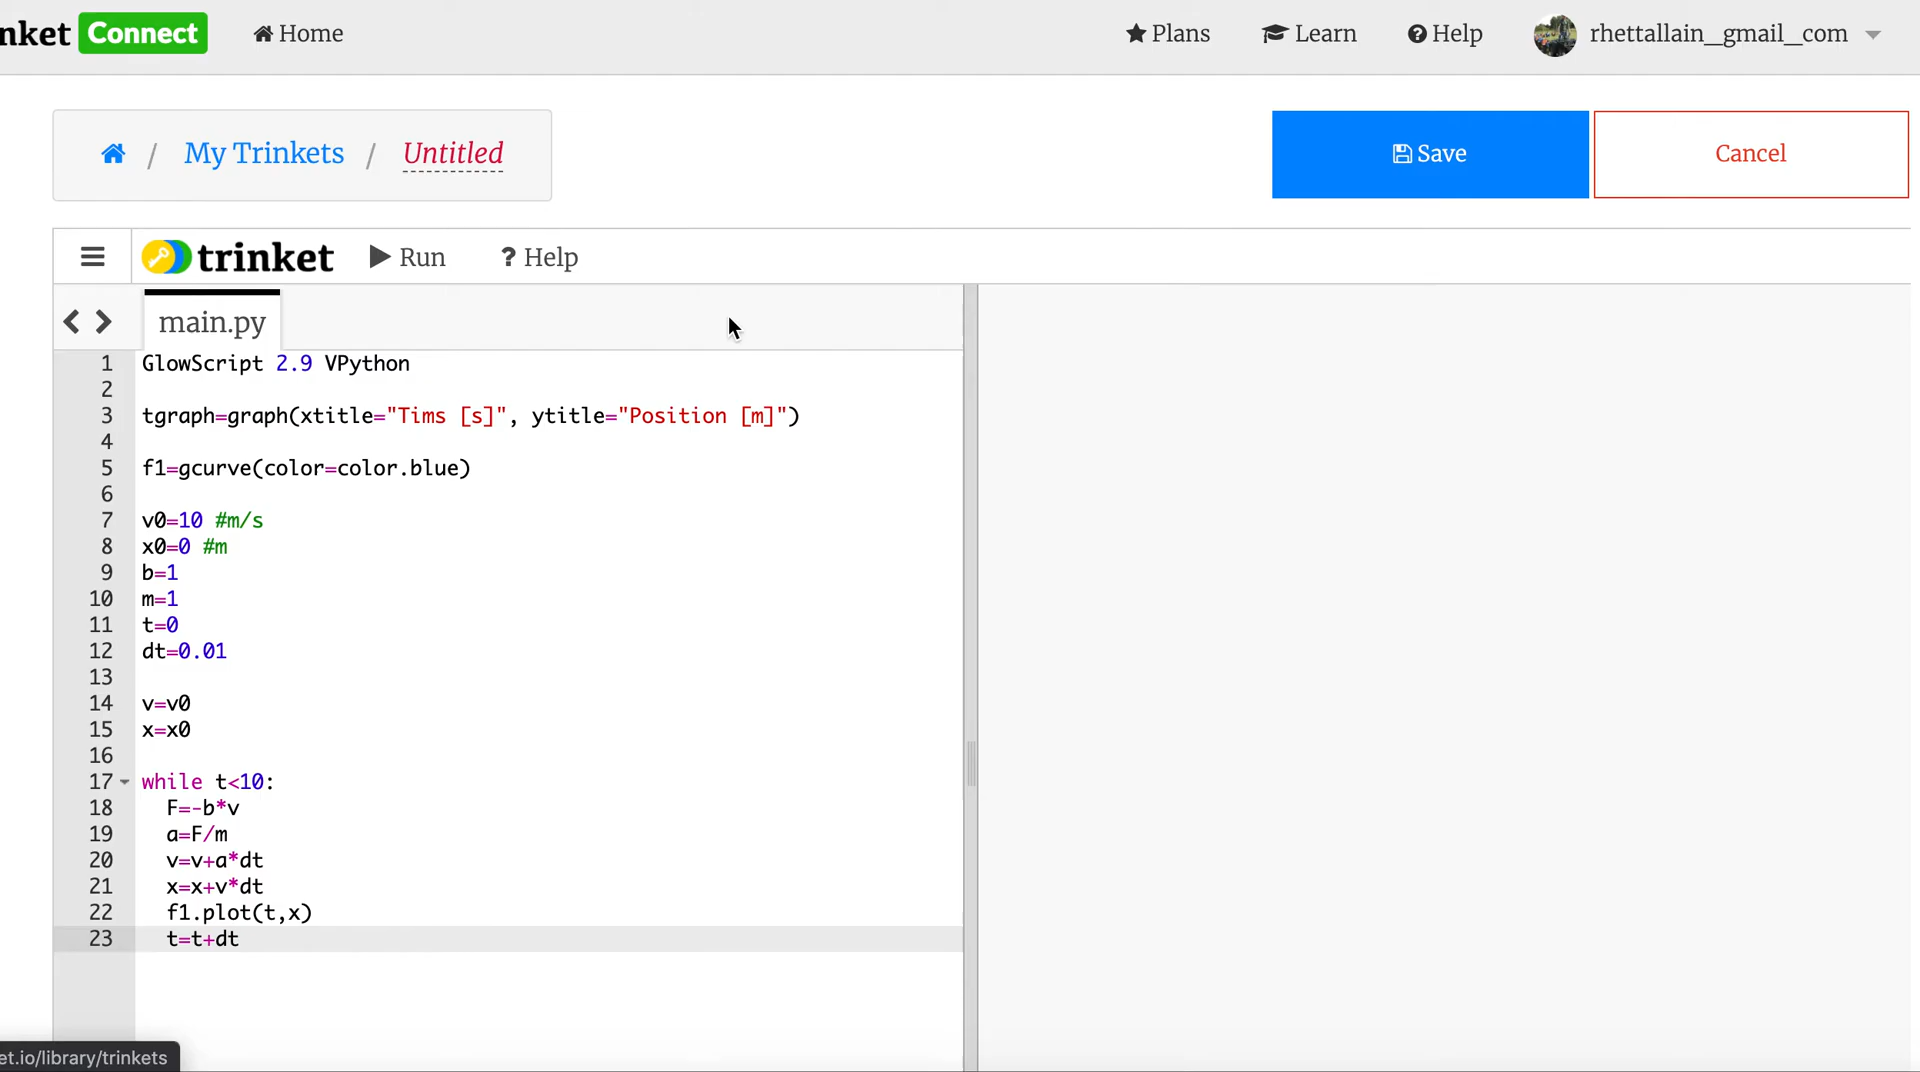 nket Connect Home Plans Learn Help rhettallain_gmail_com
/ My Trinkets / Untitled Save Cancel
trinket Run ? Help
main.py
1 GlowScript 2.9 VPython
2
3 tgraph=graph(xtitle="Tims [s]", ytitle="Position [m]")
4
5 f1=gcurve(color=color.blue)
6
7 v0=10 #m/s
8 x0=0 #m
9 b=1
10 m=1
11 t=0
12 dt=0.01
13
14 v=v0
15 x=x0
16
17 while t<10:
18 F=-b*v
19 a=F/m
20 v=v+a*dt
21 x=x+v*dt
22 f1.plot(t,x)
23 t=t+dt
et.io/library/trinkets